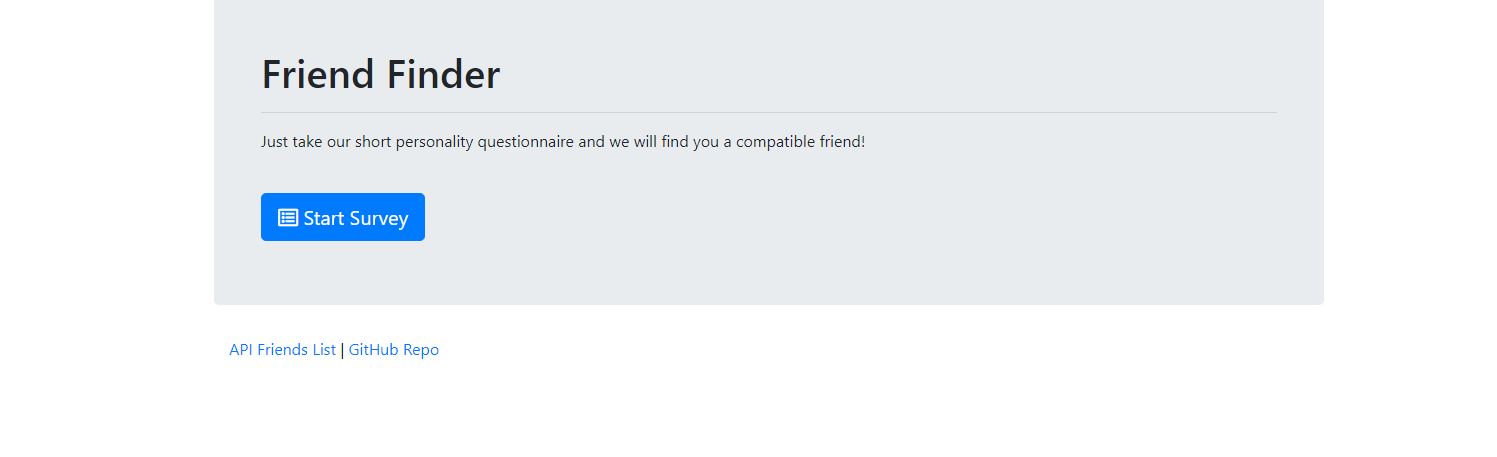 Friend Finder
Just take our short personality questionnaire and we will find you a compatible friend!
Start Survey
API Friends List | GitHub Repo